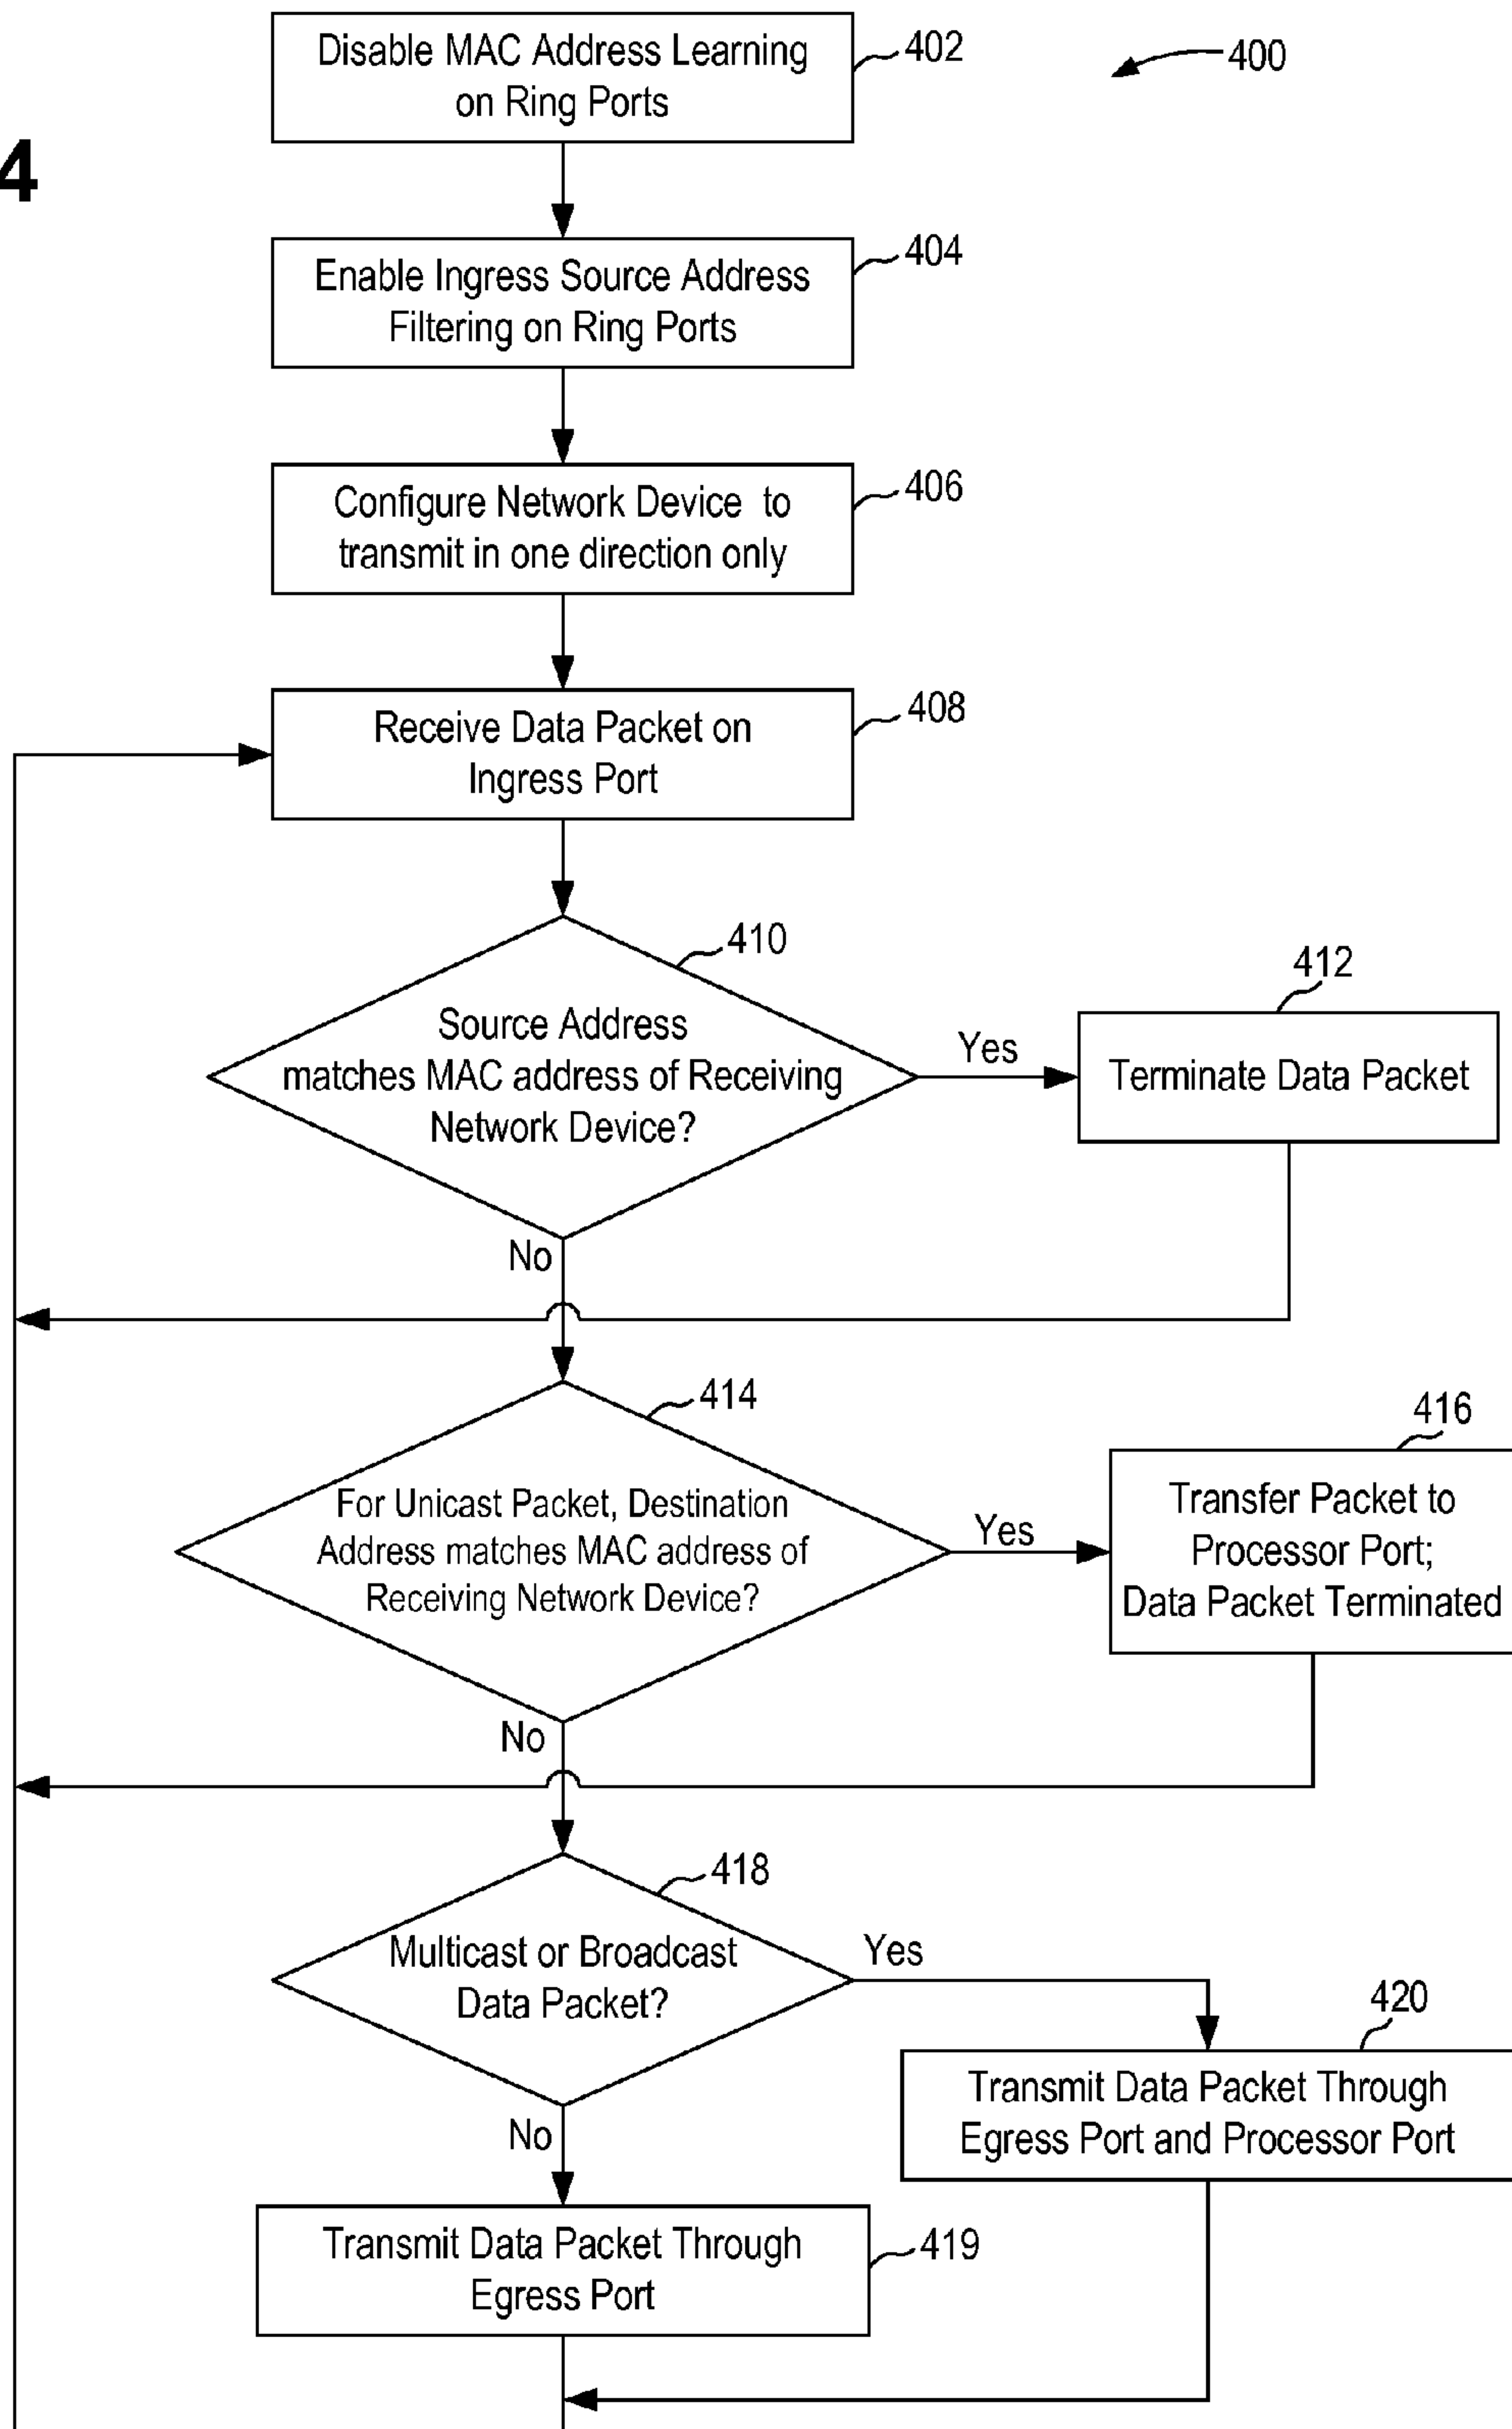 Disable MAC Address Learning
on Ring Ports
402
400
4
Enable Ingress Source Address
Filtering on Ring Ports
404
Configure Network Device to
transmit in one direction only
406
Receive Data Packet on
Ingress Port
408
410
Source Address
matches MAC address of Receiving
Network Device?
Yes
412
Terminate Data Packet
No
414
For Unicast Packet, Destination
Address matches MAC address of
Receiving Network Device?
Yes
416
Transfer Packet to
Processor Port;
Data Packet Terminated
No
418
Multicast or Broadcast
Data Packet?
Yes
420
Transmit Data Packet Through
Egress Port and Processor Port
No
Transmit Data Packet Through
Egress Port
419